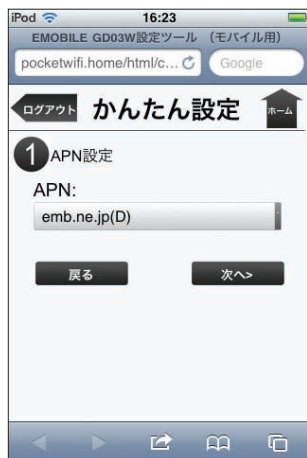 iPod 16:23
EMOBILE GD03W設定ツール （モバイル用）
pocketwifi.home/html/c... Google
ログアウト かんたん設定 ホーム
1 APN設定
APN:
emb.ne.jp(D)
戻る 次へ>